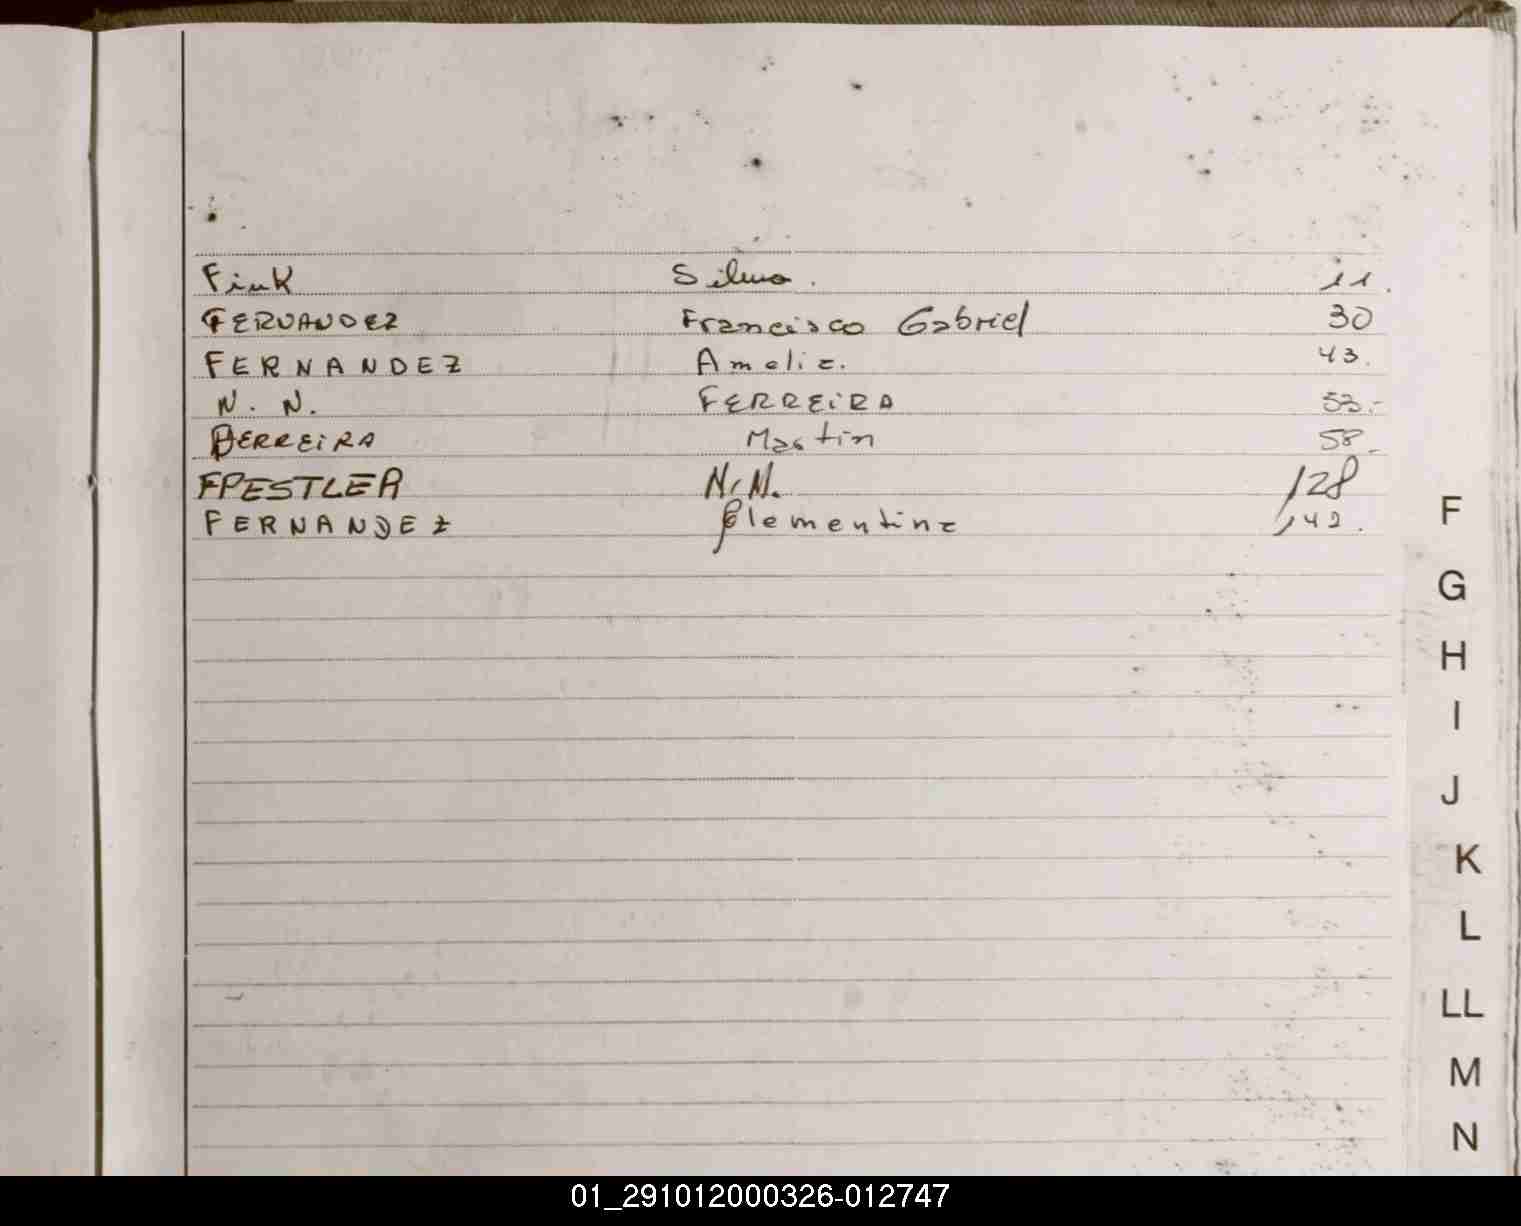 Fink Silvia. 11.
FERNANDEZ Francisco Gabriel 30
FERNANDEZ Amelia. 43.
N. N. FERREIRA 53.-
FERREIRA Martin 58_
FPESTLER N.N. 128
FERNANDEZ Clementina 142.
F
G
H
I
J
K
L
LL
M
N
01_291012000326-012747